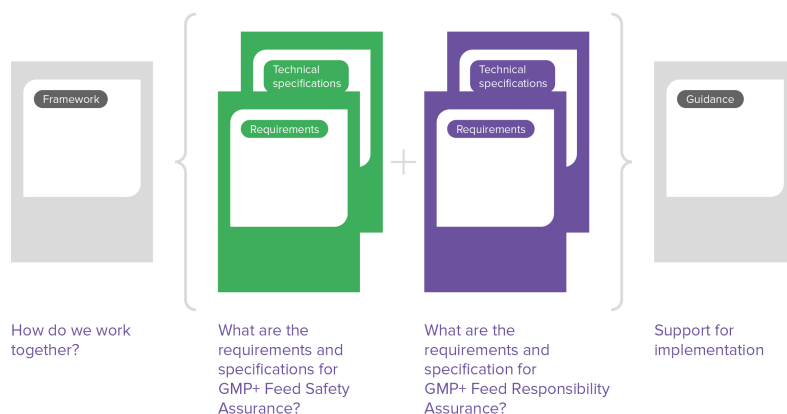 Framework
Technical
specifications
Requirements
Technical
specifications
Requirements
Guidance
How do we work
together?
What are the
requirements and
specifications for
GMP+ Feed Safety
Assurance?
What are the
requirements and
specification for
GMP+ Feed Responsibility
Assurance?
Support for
implementation